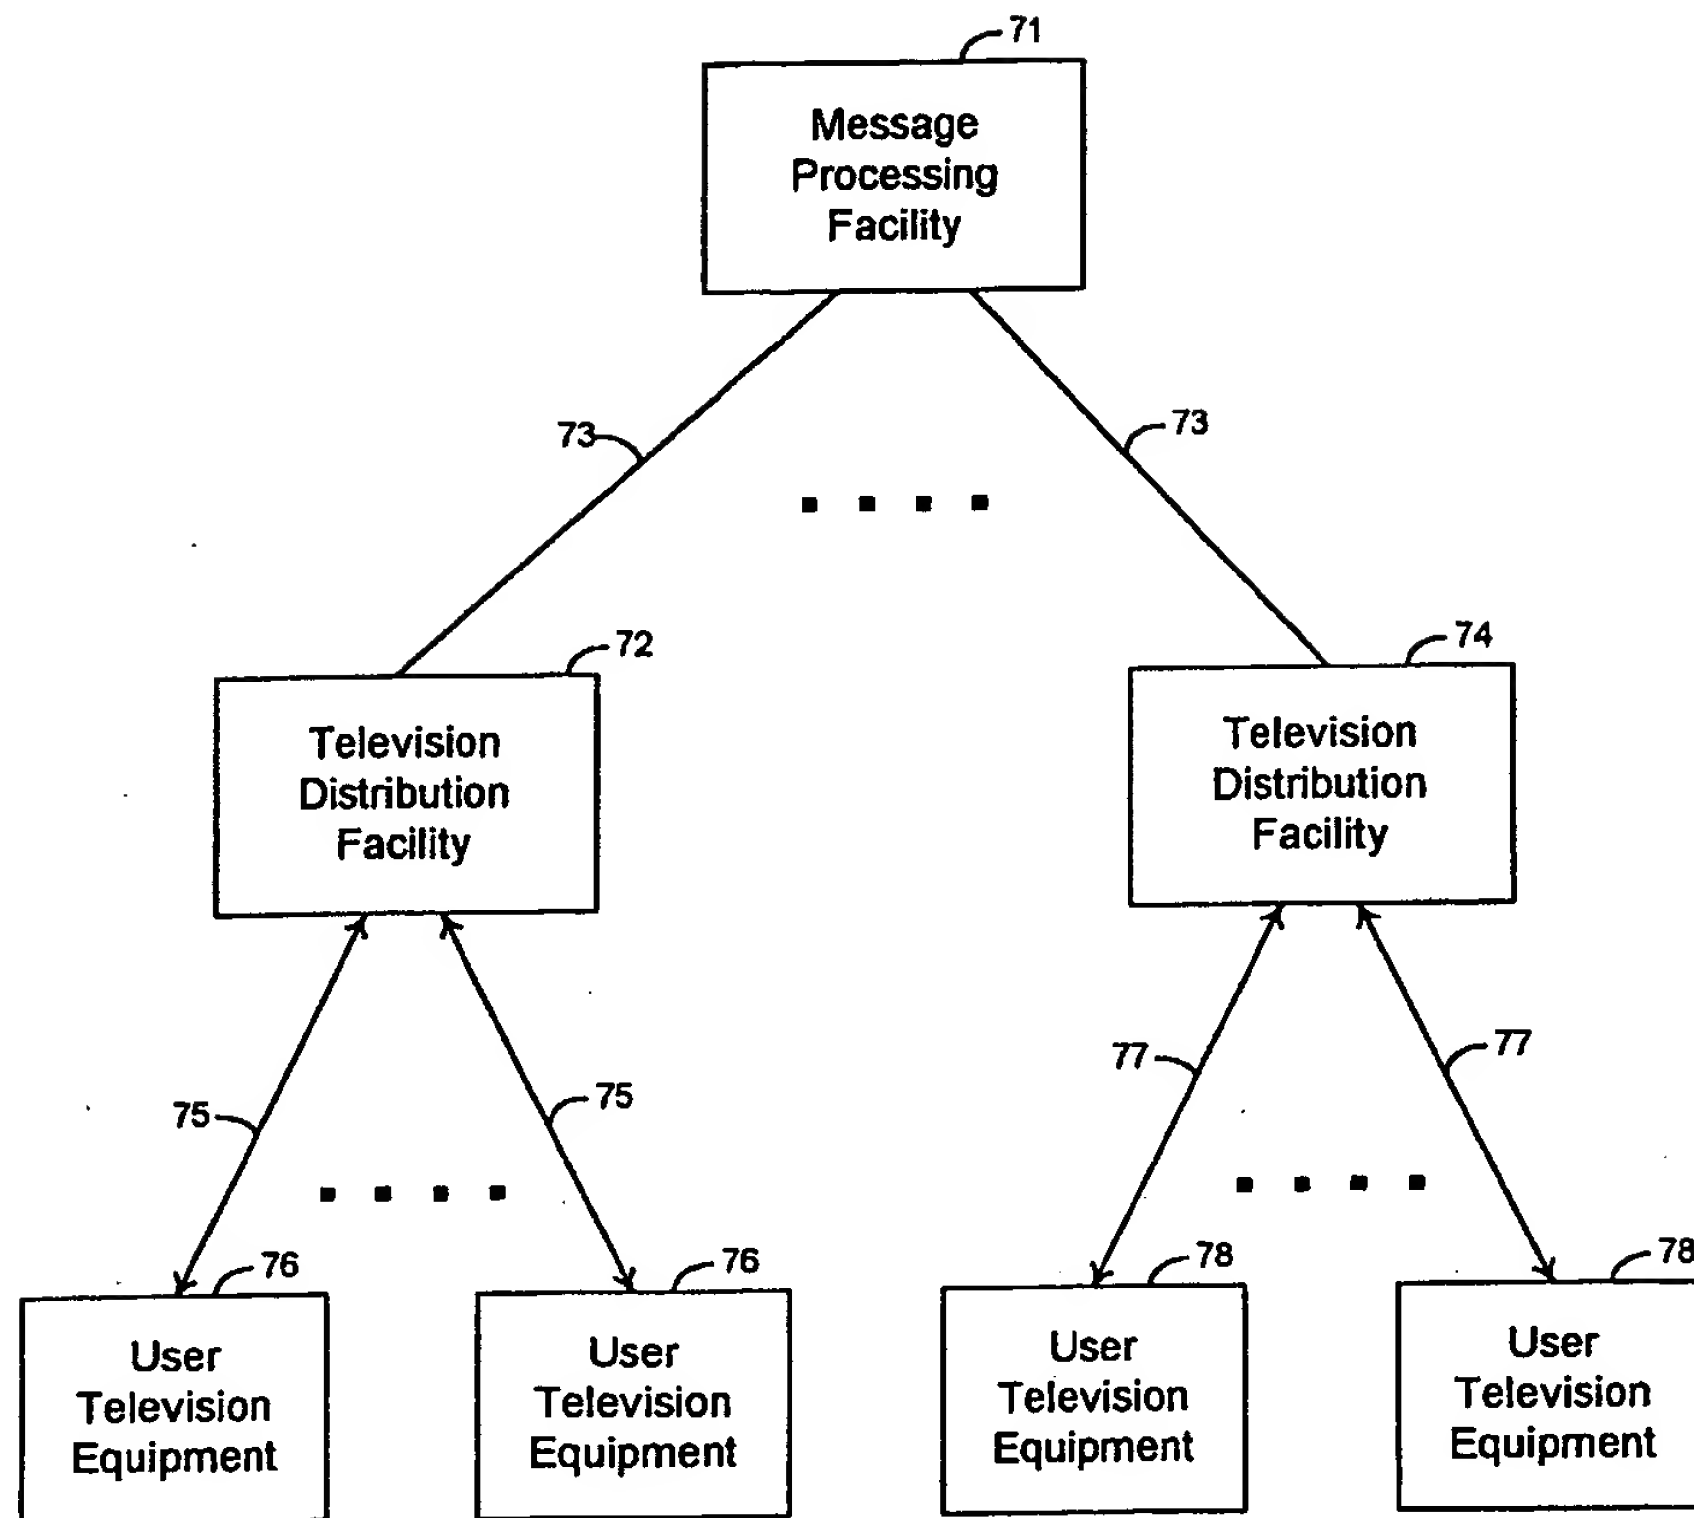 71
Message
Processing
Facility
73
73
72
74
Television
Distribution
Facility
Television
Distribution
Facility
75
75
77
77
76
76
78
78
User
Television
Equipment
User
Television
Equipment
User
Television
Equipment
User
Television
Equipment